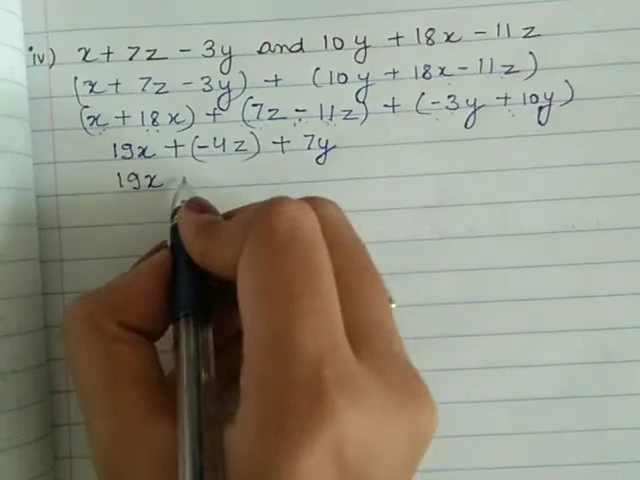 iv) x + 7z - 3y and 10y + 18x - 11z
(x + 7z - 3y) + (10y + 18x - 11z)
(x + 18x) + (7z - 11z) + (-3y + 10y)
19x + (-4z) + 7y
19x